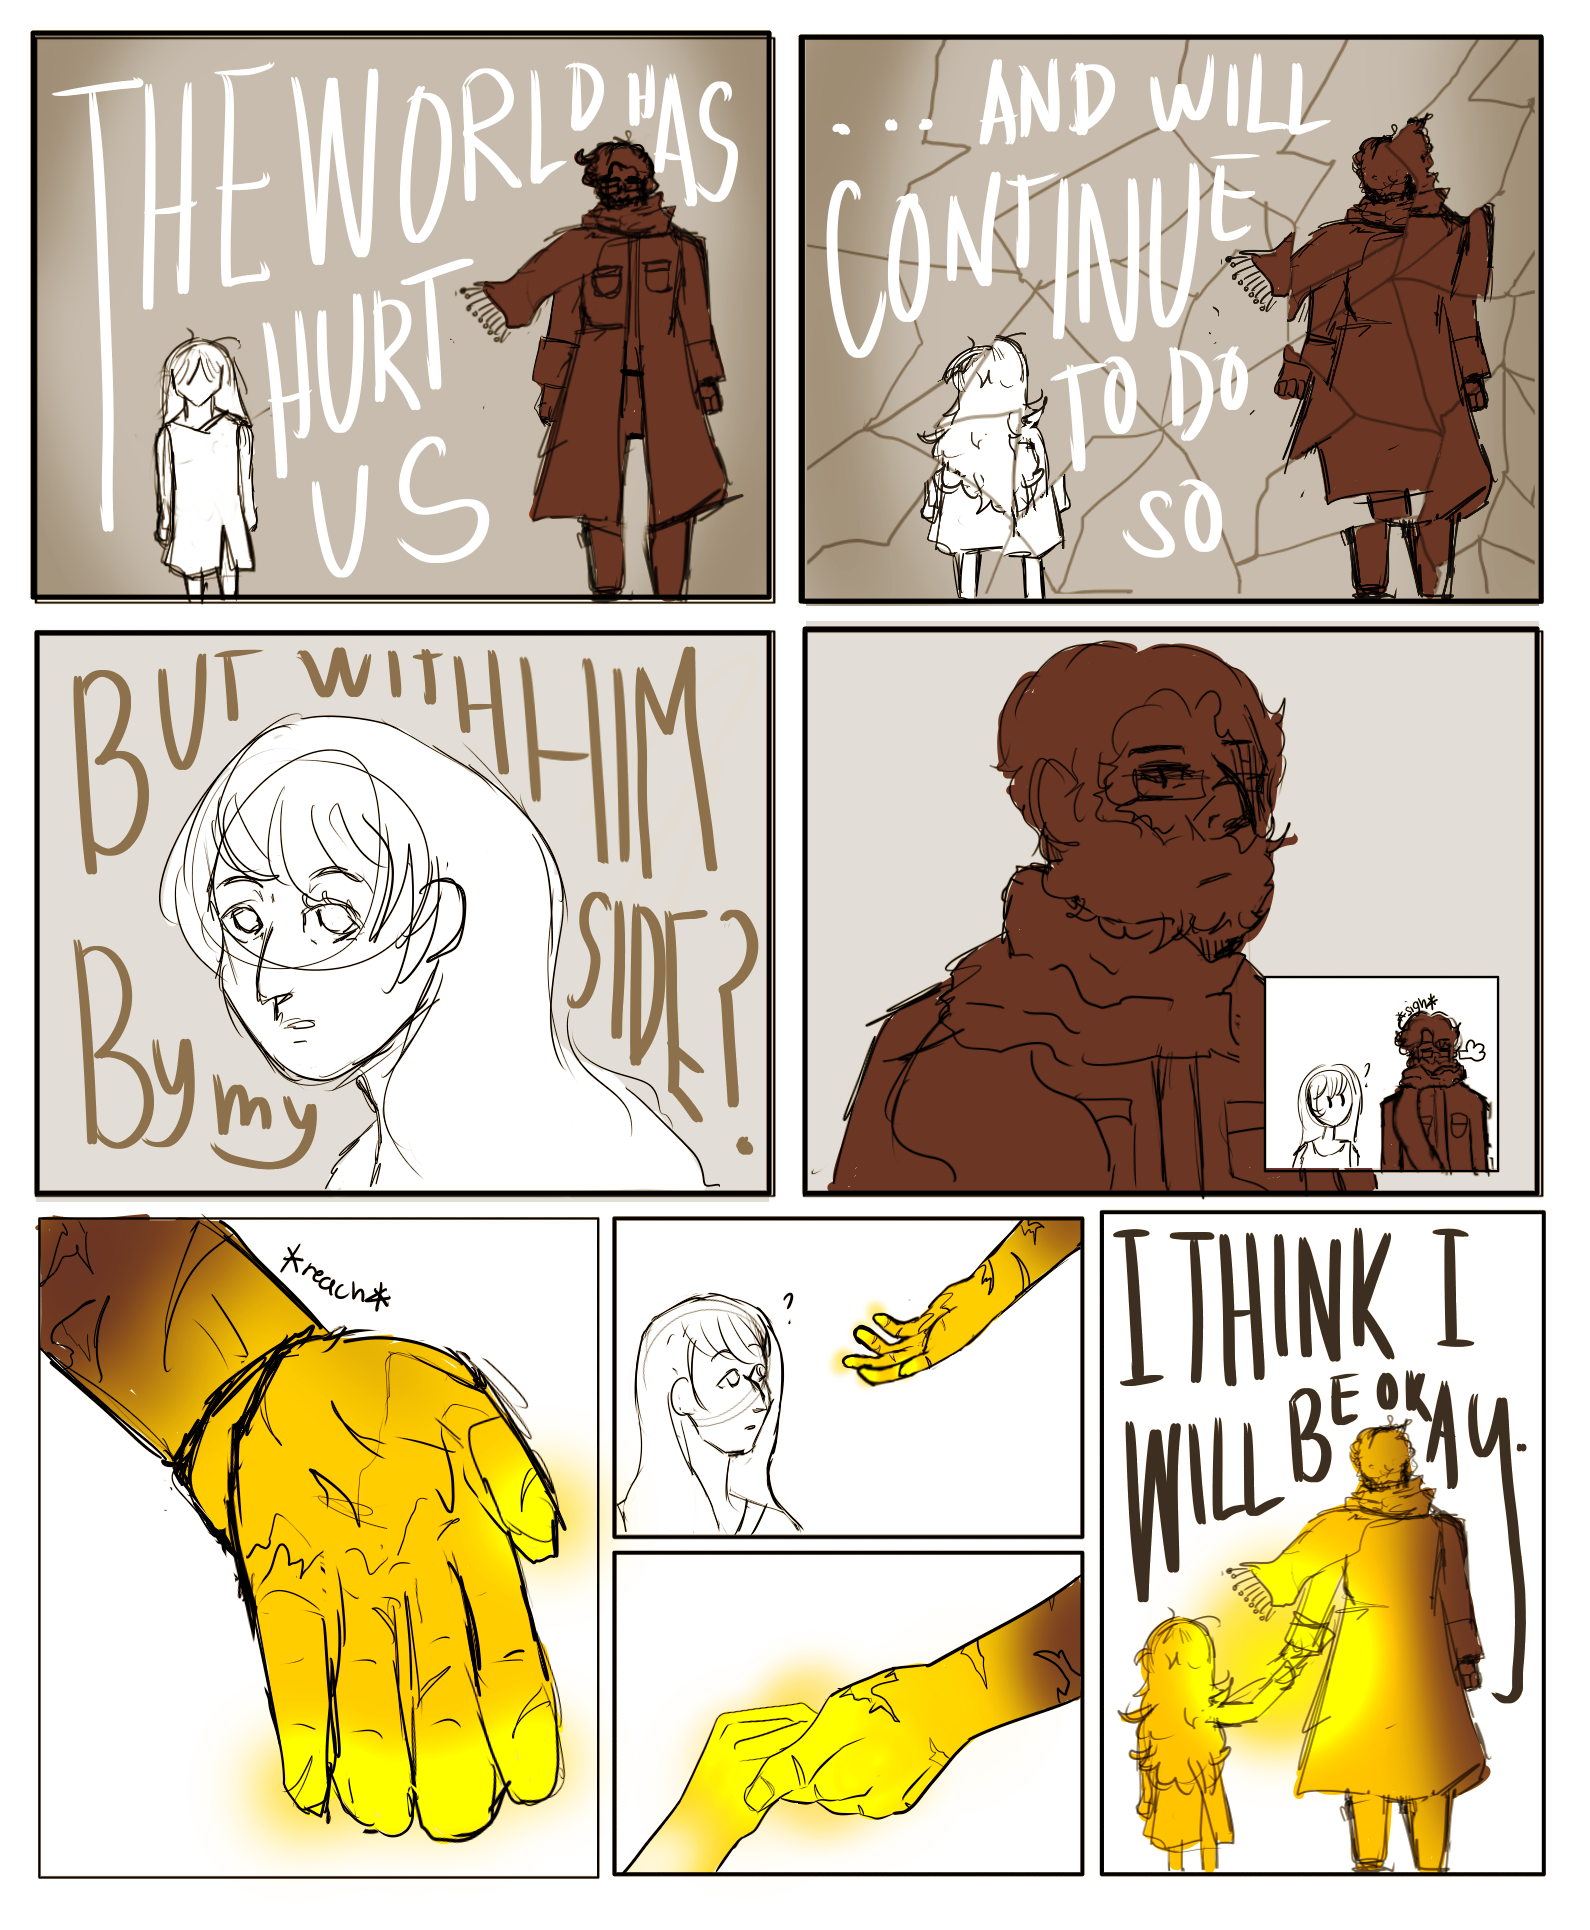 THE WORLD HAS
HURT
US
... AND WILL
CONTINUE
TO DO
SO
BUT WITH HIM
By my
SIDE?
*sigh*
?
*reach*
?
I THINK I
WILL BE OKAY.